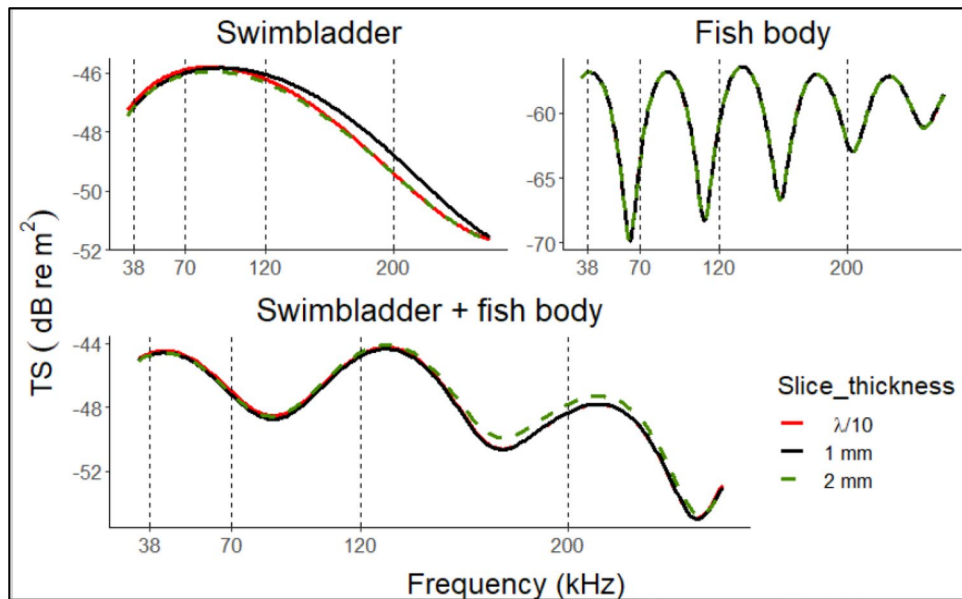 Swimbladder
-46
-48
-50
-52
38 70 120 200
Fish body
-60
-65
-70
38 70 120 200
Swimbladder + fish body
-44
-48
-52
38 70 120 200
TS ( dB re m²)
Frequency (kHz)
Slice_thickness
λ/10
1 mm
2 mm